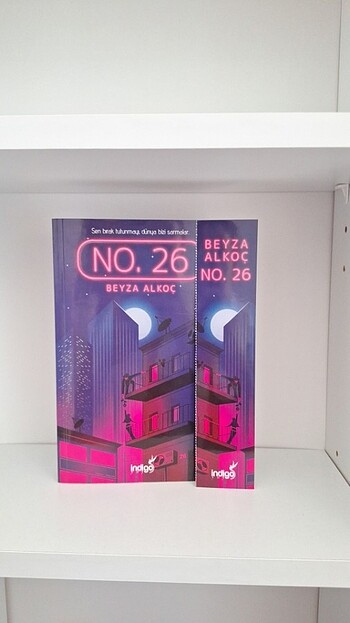 Sen bırak tutunmayı, dünya bizi sarmalar.
NO. 26
BEYZA ALKOÇ
indigo
BEYZA
ALKOÇ
NO. 26
indigo